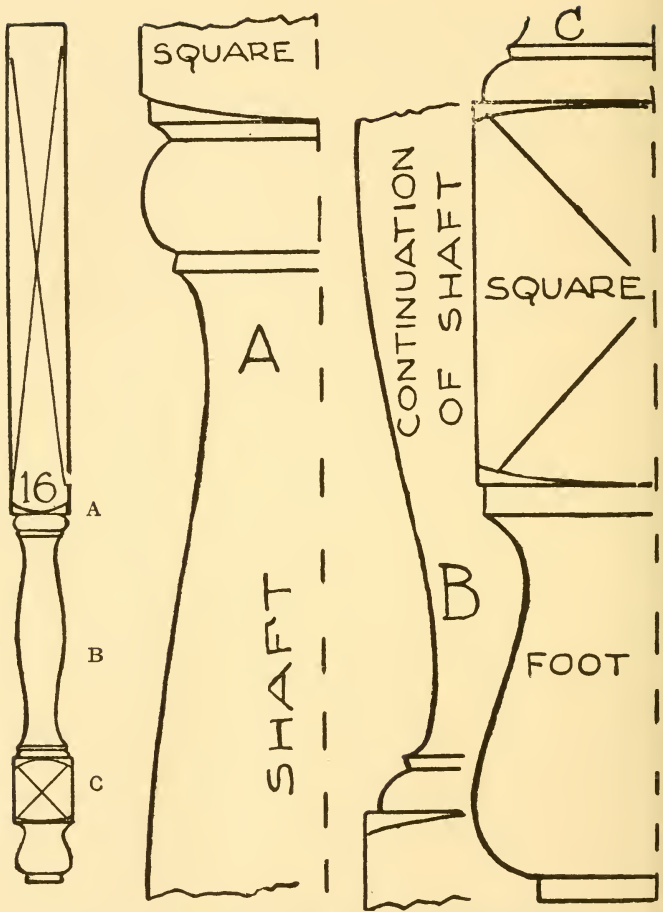 16
A
B
C
SQUARE
A
SHAFT
CONTINUATION
OF SHAFT
B
C
SQUARE
FOOT